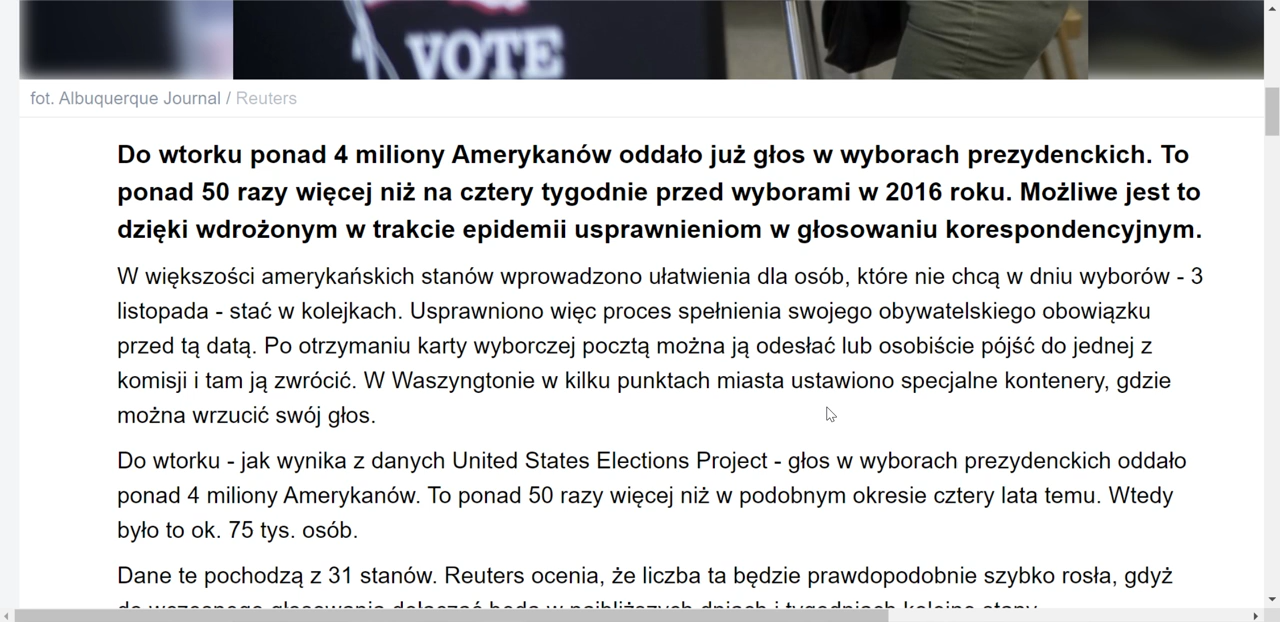 VOTE
fot. Albuquerque Journal / Reuters
Do wtorku ponad 4 miliony Amerykanów oddało już głos w wyborach prezydenckich. To
ponad 50 razy więcej niż na cztery tygodnie przed wyborami w 2016 roku. Możliwe jest to
dzięki wdrożonym w trakcie epidemii usprawnieniom w głosowaniu korespondencyjnym.
W większości amerykańskich stanów wprowadzono ułatwienia dla osób, które nie chcą w dniu wyborów - 3
listopada - stać w kolejkach. Usprawniono więc proces spełnienia swojego obywatelskiego obowiązku
przed tą datą. Po otrzymaniu karty wyborczej pocztą można ją odesłać lub osobiście pójść do jednej z
komisji i tam ją zwrócić. W Waszyngtonie w kilku punktach miasta ustawiono specjalne kontenery, gdzie
można wrzucić swój głos.
Do wtorku - jak wynika z danych United States Elections Project - głos w wyborach prezydenckich oddało
ponad 4 miliony Amerykanów. To ponad 50 razy więcej niż w podobnym okresie cztery lata temu. Wtedy
było to ok. 75 tys. osób.
Dane te pochodzą z 31 stanów. Reuters ocenia, że liczba ta będzie prawdopodobnie szybko rosła, gdyż